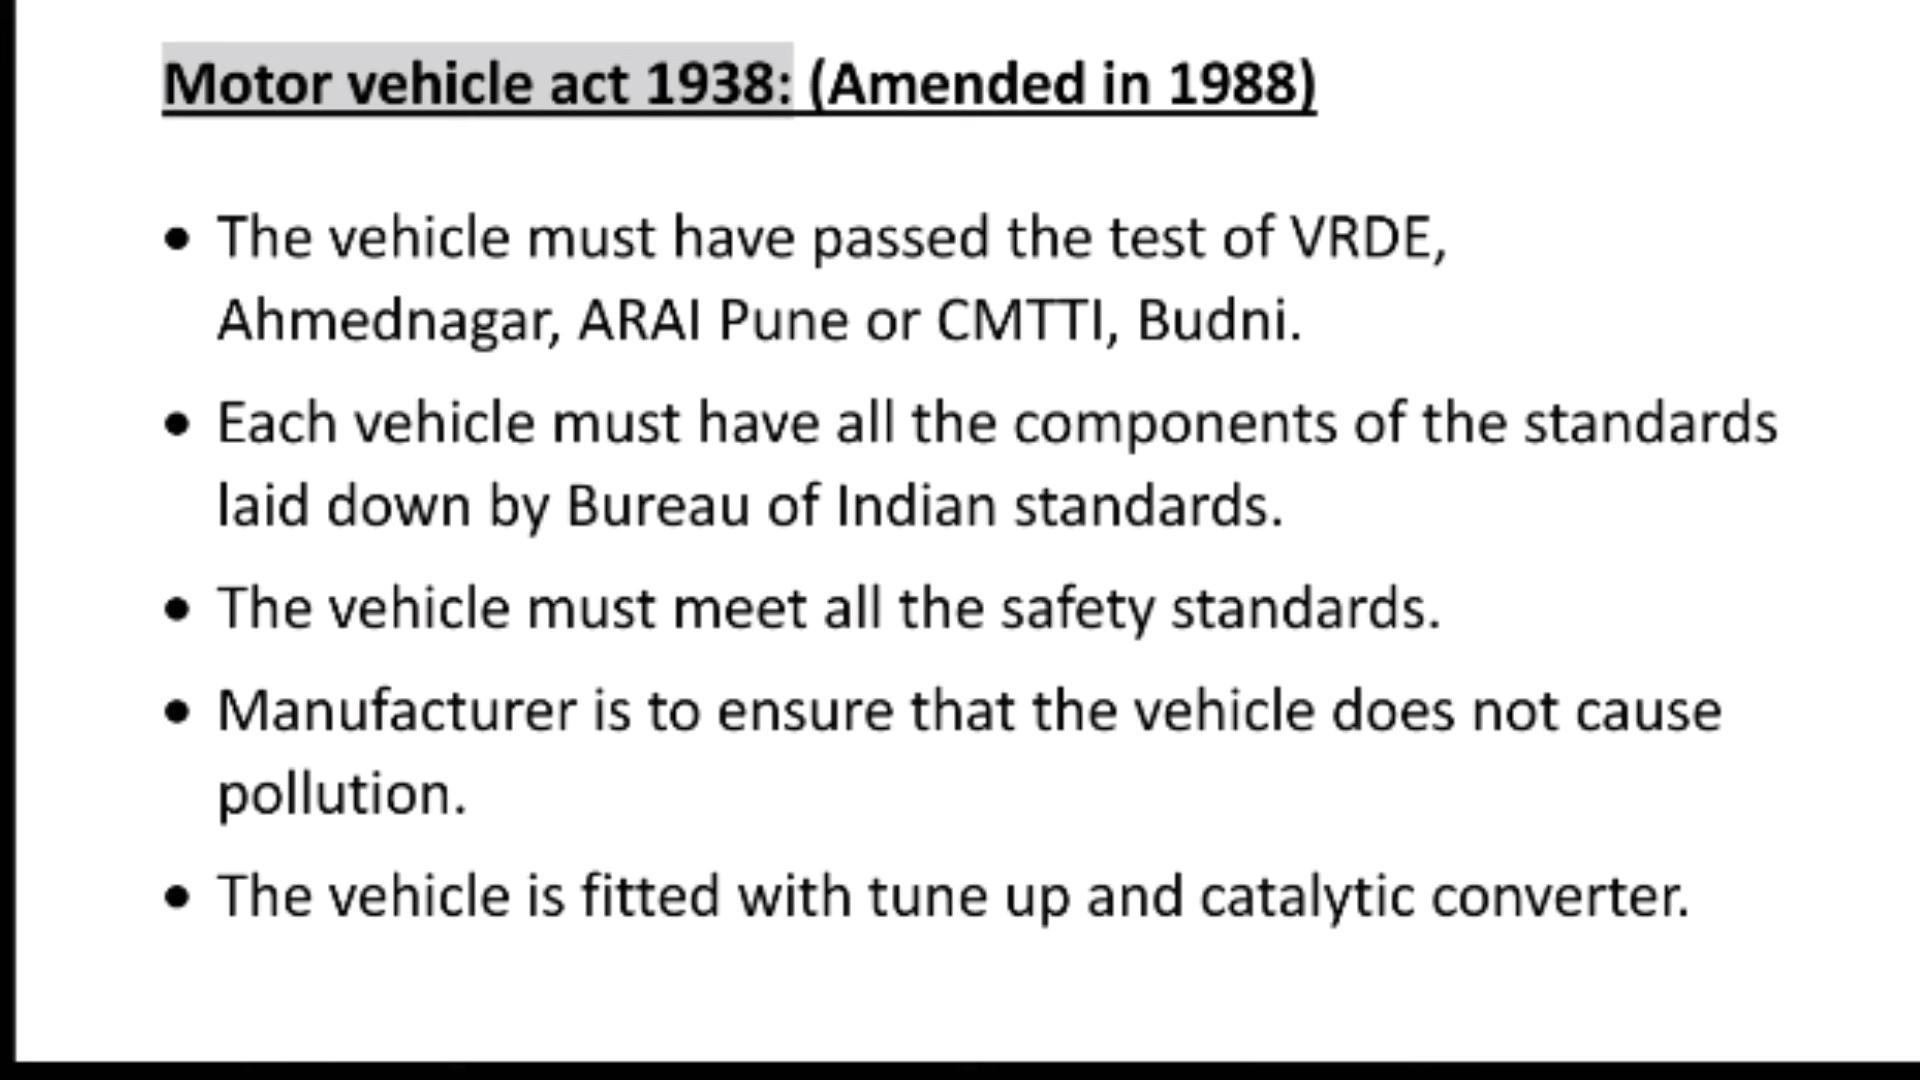 Motor vehicle act 1938: (Amended in 1988)
• The vehicle must have passed the test of VRDE,
Ahmednagar, ARAI Pune or CMTTI, Budni.
• Each vehicle must have all the components of the standards
laid down by Bureau of Indian standards.
• The vehicle must meet all the safety standards.
• Manufacturer is to ensure that the vehicle does not cause
pollution.
• The vehicle is fitted with tune up and catalytic converter.